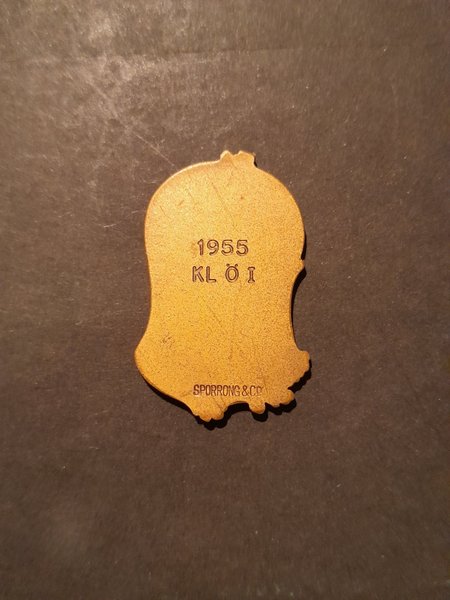 1955
KL Ö I
SPORRONG & CO